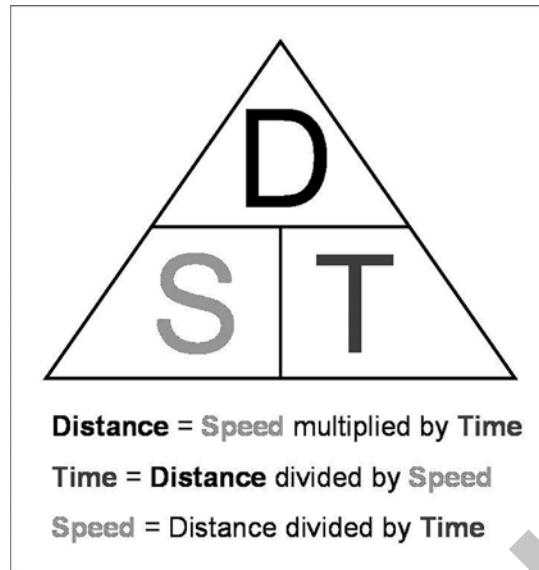 D
S T
Distance = Speed multiplied by Time
Time = Distance divided by Speed
Speed = Distance divided by Time